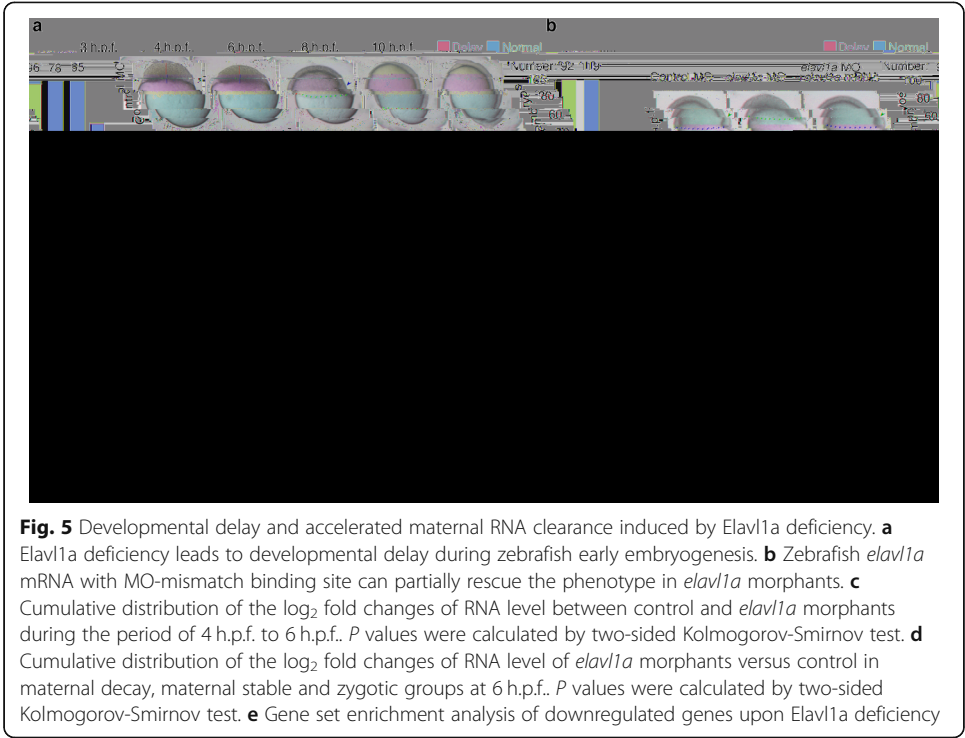 a
b
3 h.p.f. 4 h.p.f. 6 h.p.f. 8 h.p.f. 10 h.p.f. Delay Normal
Delay Normal
96 78 85
elavl1a MO
Number:
Control MO
80
60
Fig. 5 Developmental delay and accelerated maternal RNA clearance induced by Elavl1a deficiency. a
Elavl1a deficiency leads to developmental delay during zebrafish early embryogenesis. b Zebrafish elavl1a
mRNA with MO-mismatch binding site can partially rescue the phenotype in elavl1a morphants. c
Cumulative distribution of the log2 fold changes of RNA level between control and elavl1a morphants
during the period of 4 h.p.f. to 6 h.p.f.. P values were calculated by two-sided Kolmogorov-Smirnov test. d
Cumulative distribution of the log2 fold changes of RNA level of elavl1a morphants versus control in
maternal decay, maternal stable and zygotic groups at 6 h.p.f.. P values were calculated by two-sided
Kolmogorov-Smirnov test. e Gene set enrichment analysis of downregulated genes upon Elavl1a deficiency